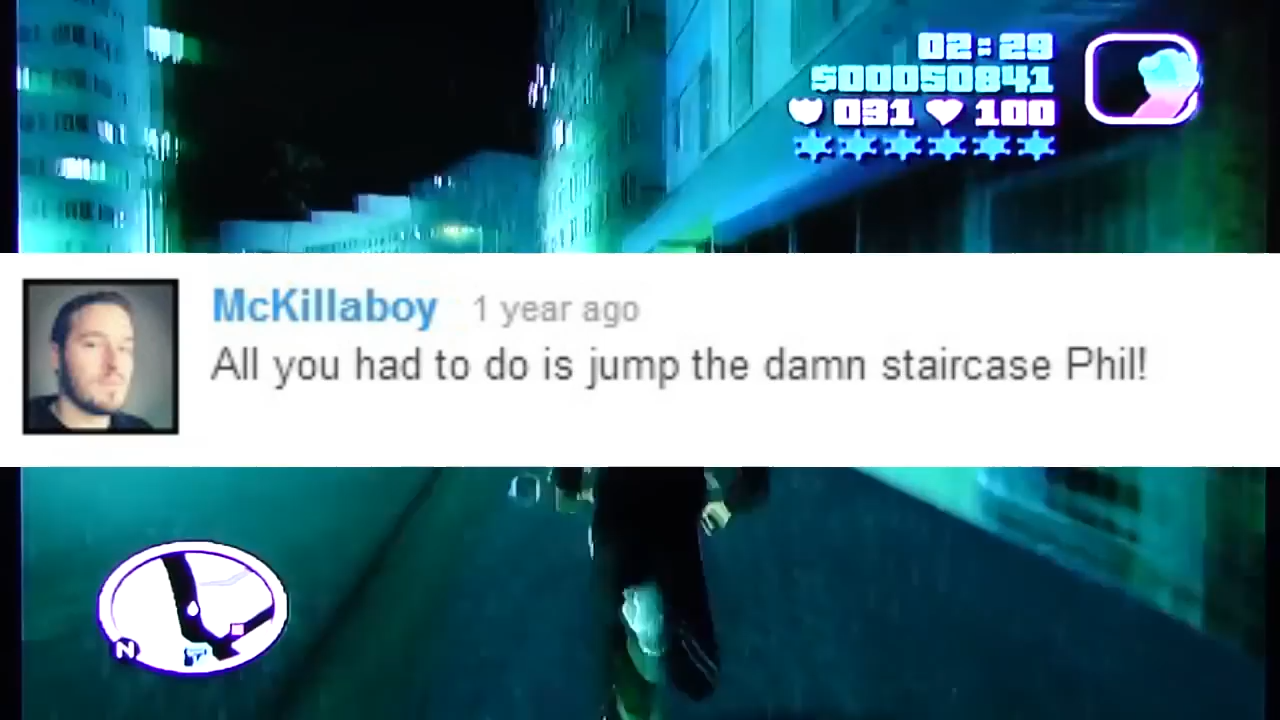 02:29
$00050841
031 100
McKillaboy 1 year ago
All you had to do is jump the damn staircase Phil!
N